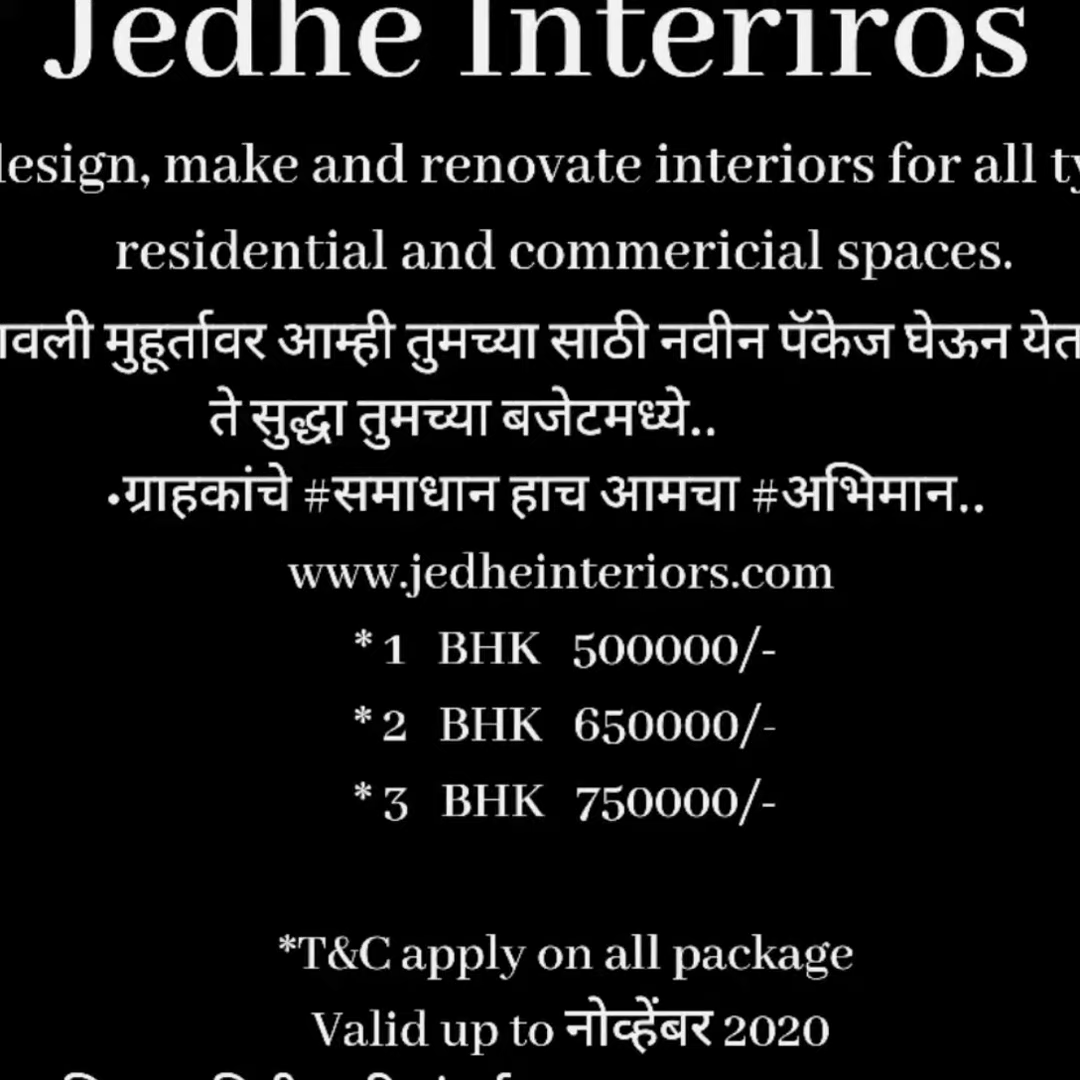 Jedhe Interiros
design, make and renovate interiors for all
residential and commericial spaces.
मुहूर्तावर आम्ही तुमच्या साठी नवीन पॅकेज घेऊन
ते सुद्धा तुमच्या बजेटमध्ये..
•ग्राहकांचे #समाधान हाच आमचा #अभिमान..
www.jedheinteriors.com
* 1 BHK 500000/-
* 2 BHK 650000/-
* 3 BHK 750000/-
*T&C apply on all package
Valid up to नोव्हेंबर 2020